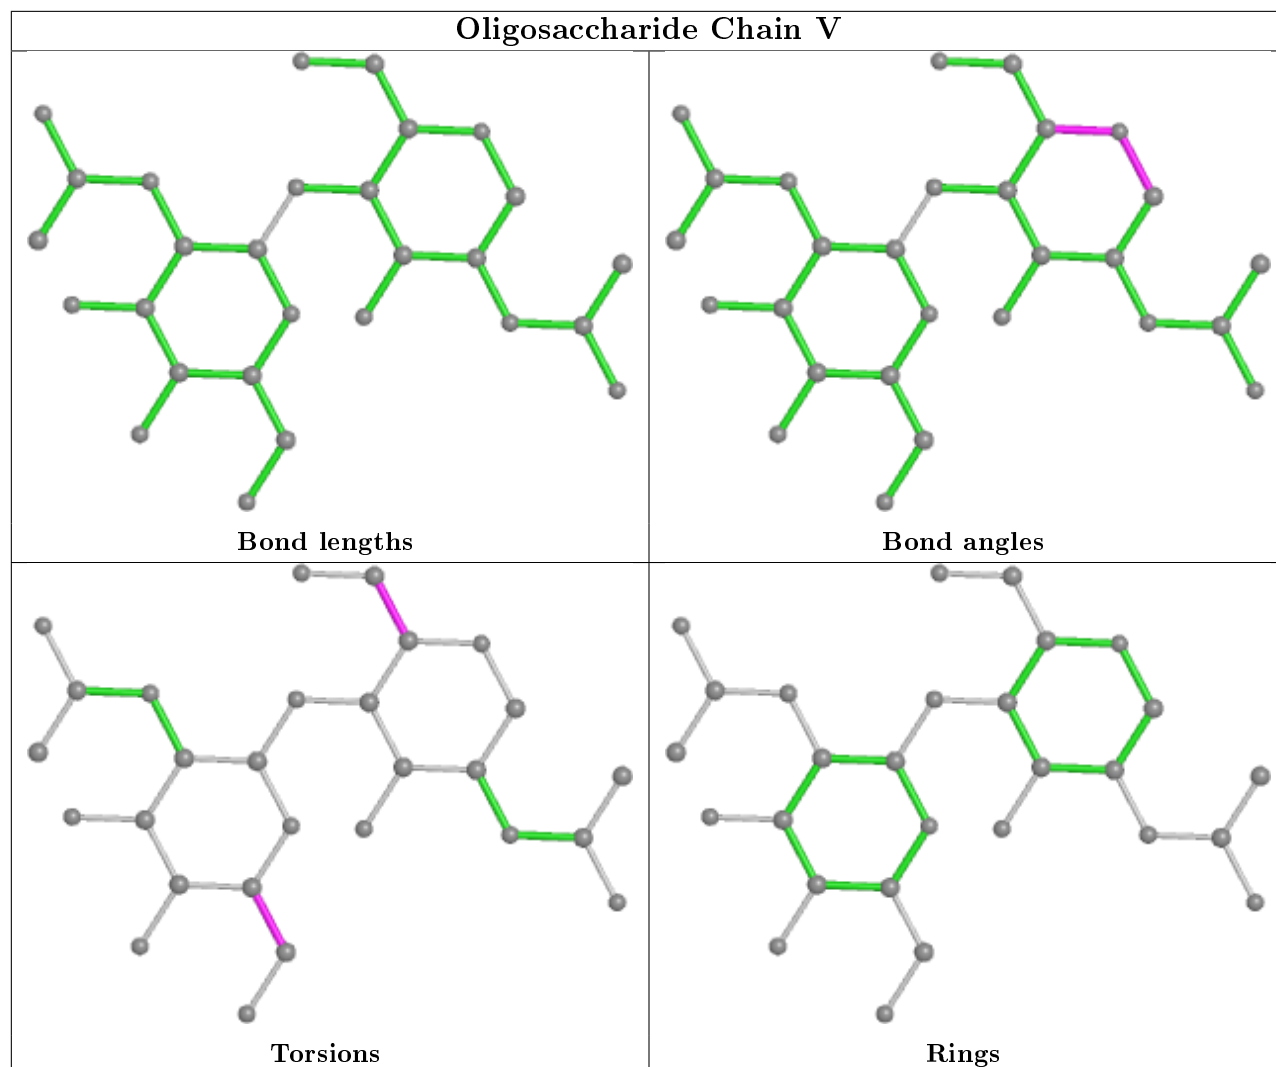 Oligosaccharide Chain V
Bond lengths
Bond angles
Torsions
Rings